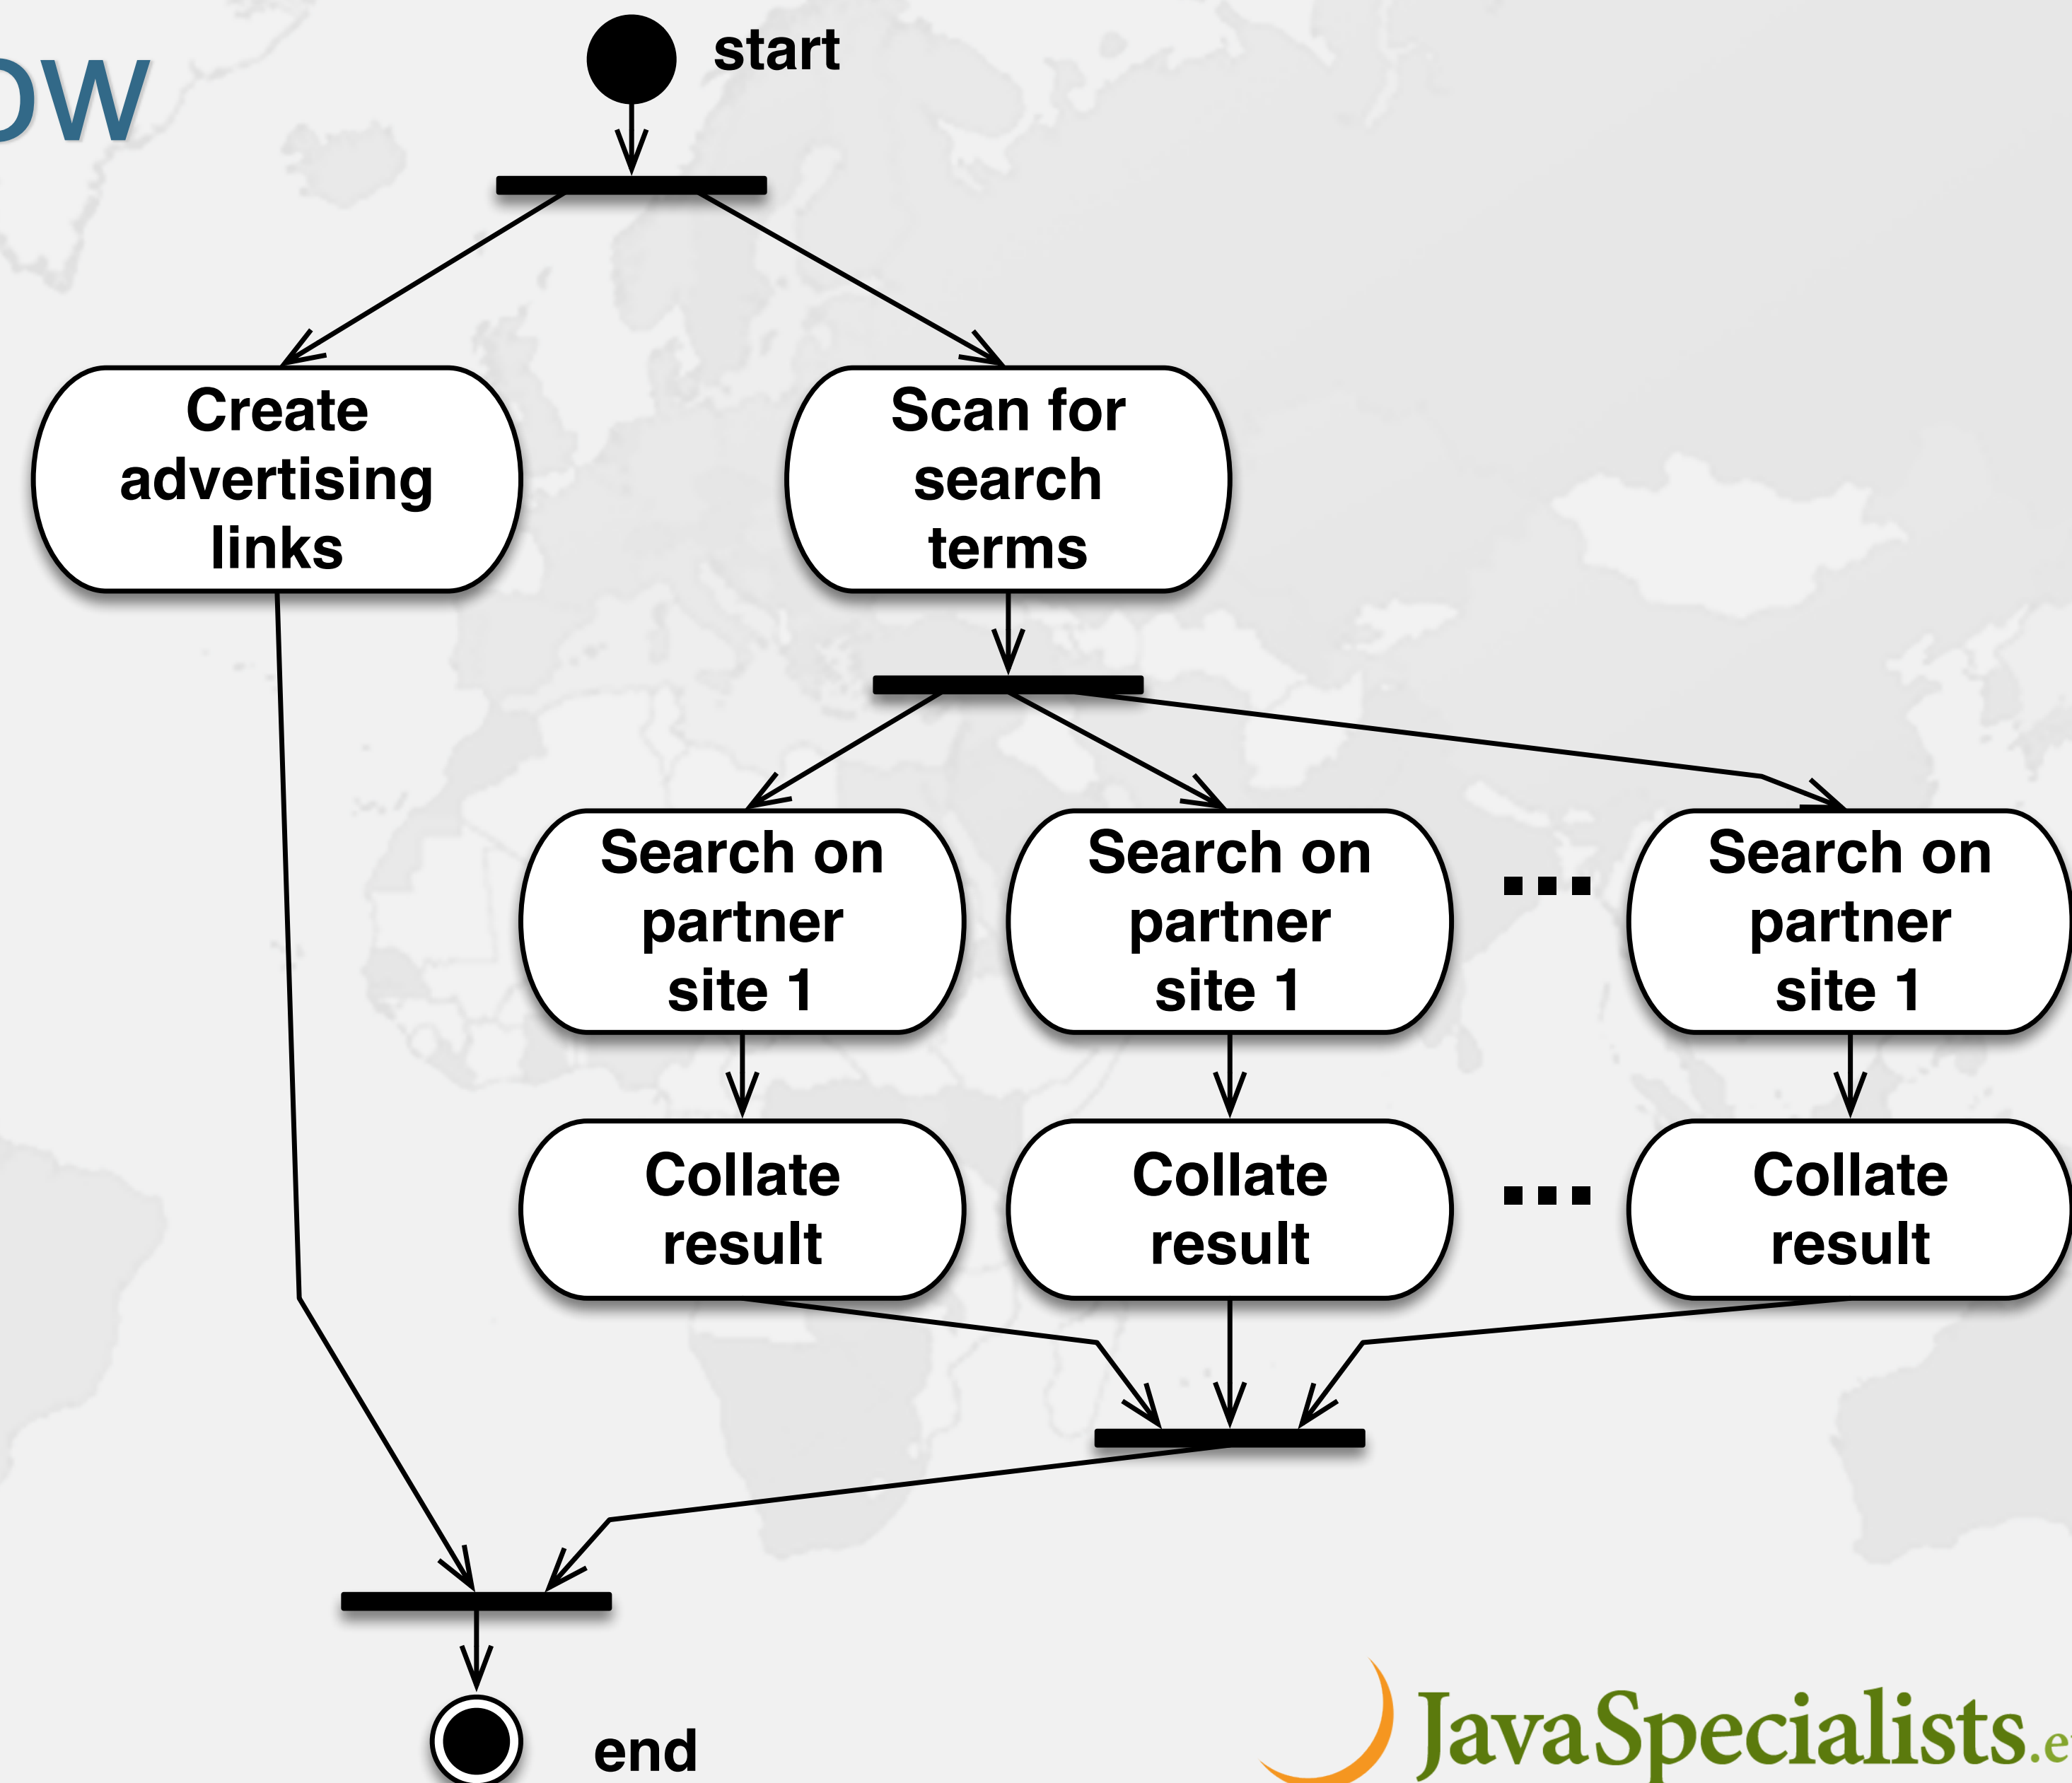 ow
start
Create
advertising
links
Scan for
search
terms
Search on
partner
site 1
Search on
partner
site 1
...
Search on
partner
site 1
Collate
result
Collate
result
...
Collate
result
end
JavaSpecialists.e